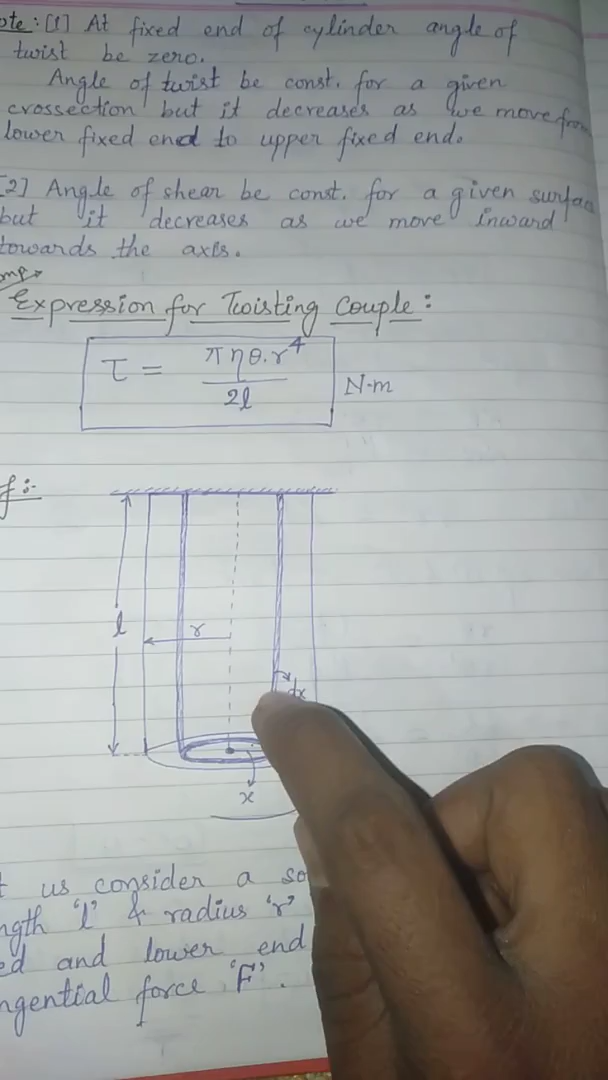 ote: [1] At fixed end of cylinder angle of
twist be zero.
Angle of twist be const. for a given
crossection but it decreases as we move from
lower fixed end to upper fixed end.
[2] Angle of shear be const. for a given surfac
but it decreases as we move inward
towards the axis.
Imp
Expression for Twisting Couple:
τ = πηθ.r⁴ / 2l N-m
f:-
l
r
dx
x
t us consider a so
ngth 'l' & radius 'r'
ed and lower end
ngential force 'F'.